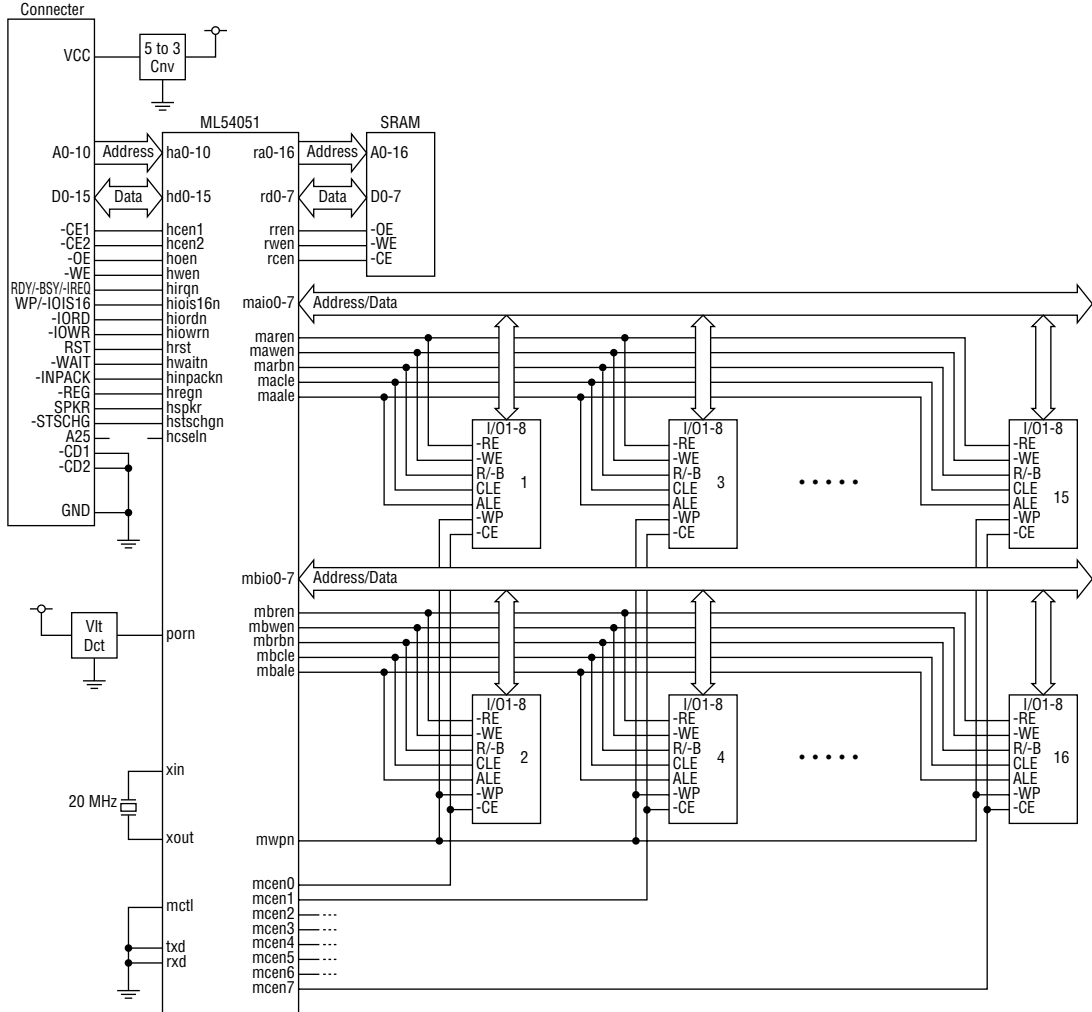 Connecter
VCC
5 to 3
Cnv
ML54051
SRAM
A0-10
Address
ha0-10
ra0-16
Address
A0-16
D0-15
Data
hd0-15
rd0-7
Data
D0-7
-CE1
hcen1
rren
-OE
-CE2
hcen2
rwen
-WE
-OE
hoen
rcen
-CE
-WE
hwen
RDY/-BSY/-IREQ
hirqn
WP/-IOIS16
hiois16n
maio0-7
Address/Data
-IORD
hiordn
-IOWR
hiowrn
RST
hrst
-WAIT
hwaitn
-INPACK
hinpackn
-REG
hregn
SPKR
hspkr
-STSCHG
hstschgn
A25
hcseln
-CD1
-CD2
GND
maren
mawen
marbn
macle
maale
I/O1-8
-RE
-WE
R/-B
CLE
ALE
-WP
-CE
1
I/O1-8
-RE
-WE
R/-B
CLE
ALE
-WP
-CE
3
I/O1-8
-RE
-WE
R/-B
CLE
ALE
-WP
-CE
15
mbio0-7
Address/Data
Vlt
Dct
porn
mbren
mbwen
mbrbn
mbcle
mbale
I/O1-8
-RE
-WE
R/-B
CLE
ALE
-WP
-CE
2
I/O1-8
-RE
-WE
R/-B
CLE
ALE
-WP
-CE
4
I/O1-8
-RE
-WE
R/-B
CLE
ALE
-WP
-CE
16
xin
20 MHz
xout
mwpn
mctl
txd
rxd
mcen0
mcen1
mcen2
mcen3
mcen4
mcen5
mcen6
mcen7